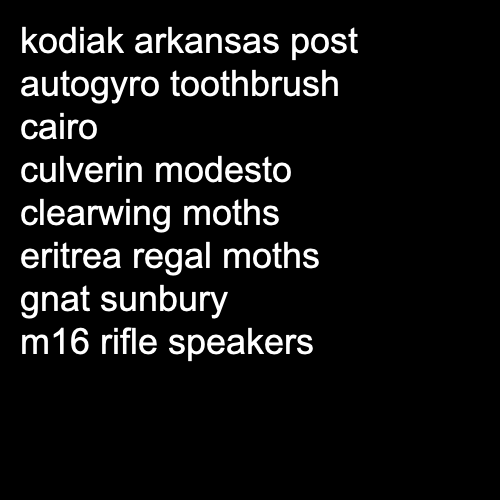 kodiak arkansas post
autogyro toothbrush
cairo
culverin modesto
clearwing moths
eritrea regal moths
gnat sunbury
m16 rifle speakers